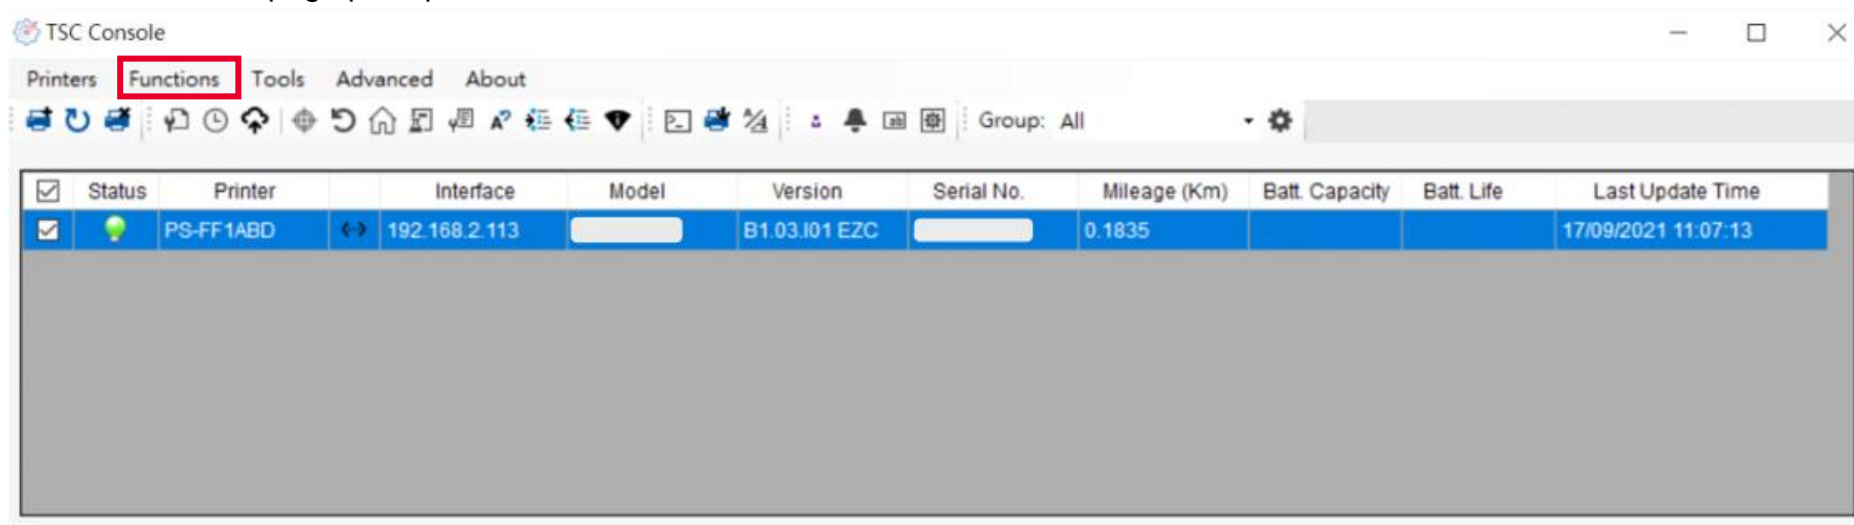 TSC Console
Printers Functions Tools Advanced About
Group: All
Status Printer Interface Model Version Serial No. Mileage (Km) Batt. Capacity Batt. Life Last Update Time
PS-FF1ABD 192.168.2.113 B1.03.I01 EZC 0.1835 17/09/2021 11:07:13